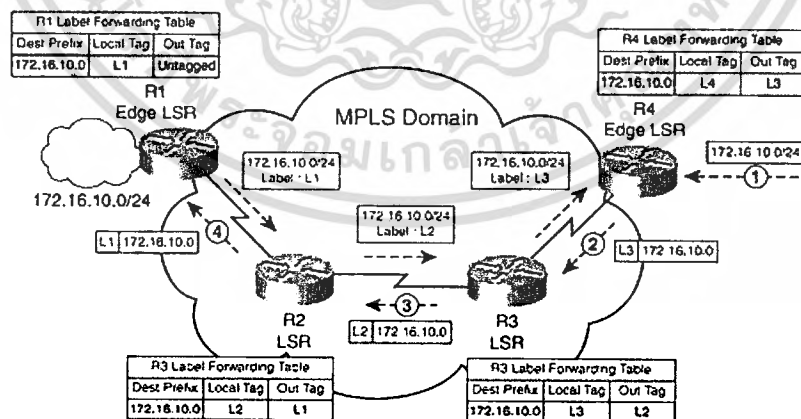 R1 Label Forwarding Table
Dest Prefix Local Tag Out Tag
172.16.10.0 L1 Untagged
R1
Edge LSR
172.16.10.0/24
MPLS Domain
R4 Label Forwarding Table
Dest Prefix Local Tag Out Tag
172.16.10.0 L4 L3
R4
Edge LSR
172.16 10 0/24
1
172.16.10 0/24
Label : L1
172.16.10.0/24
Label : L3
172 16 10 0/24
Label : L2
4
L1 172.16.10.0
2
L3 172 16.10.0
3
L2 172 16.10.0
R2
LSR
R3
LSR
R3 Label Forwarding Table
Dest Prefix Local Tag Out Tag
172.16.10.0 L2 L1
R3 Label Forwarding Table
Dest Prefix Local Tag Out Tag
172.16.10.0 L3 L2